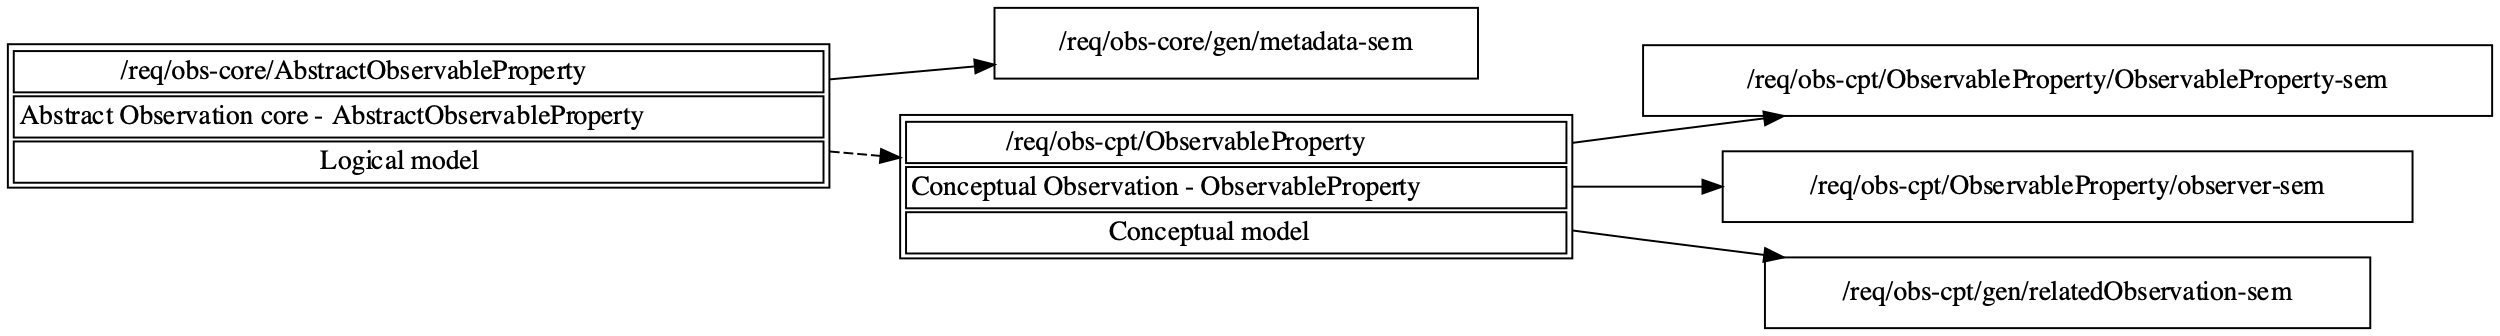 /req/obs-core/AbstractObservableProperty
Abstract Observation core - AbstractObservableProperty
Logical model
/req/obs-core/gen/metadata-sem
/req/obs-cpt/ObservableProperty
Conceptual Observation - ObservableProperty
Conceptual model
/req/obs-cpt/ObservableProperty/ObservableProperty-sem
/req/obs-cpt/ObservableProperty/observer-sem
/req/obs-cpt/gen/relatedObservation-sem